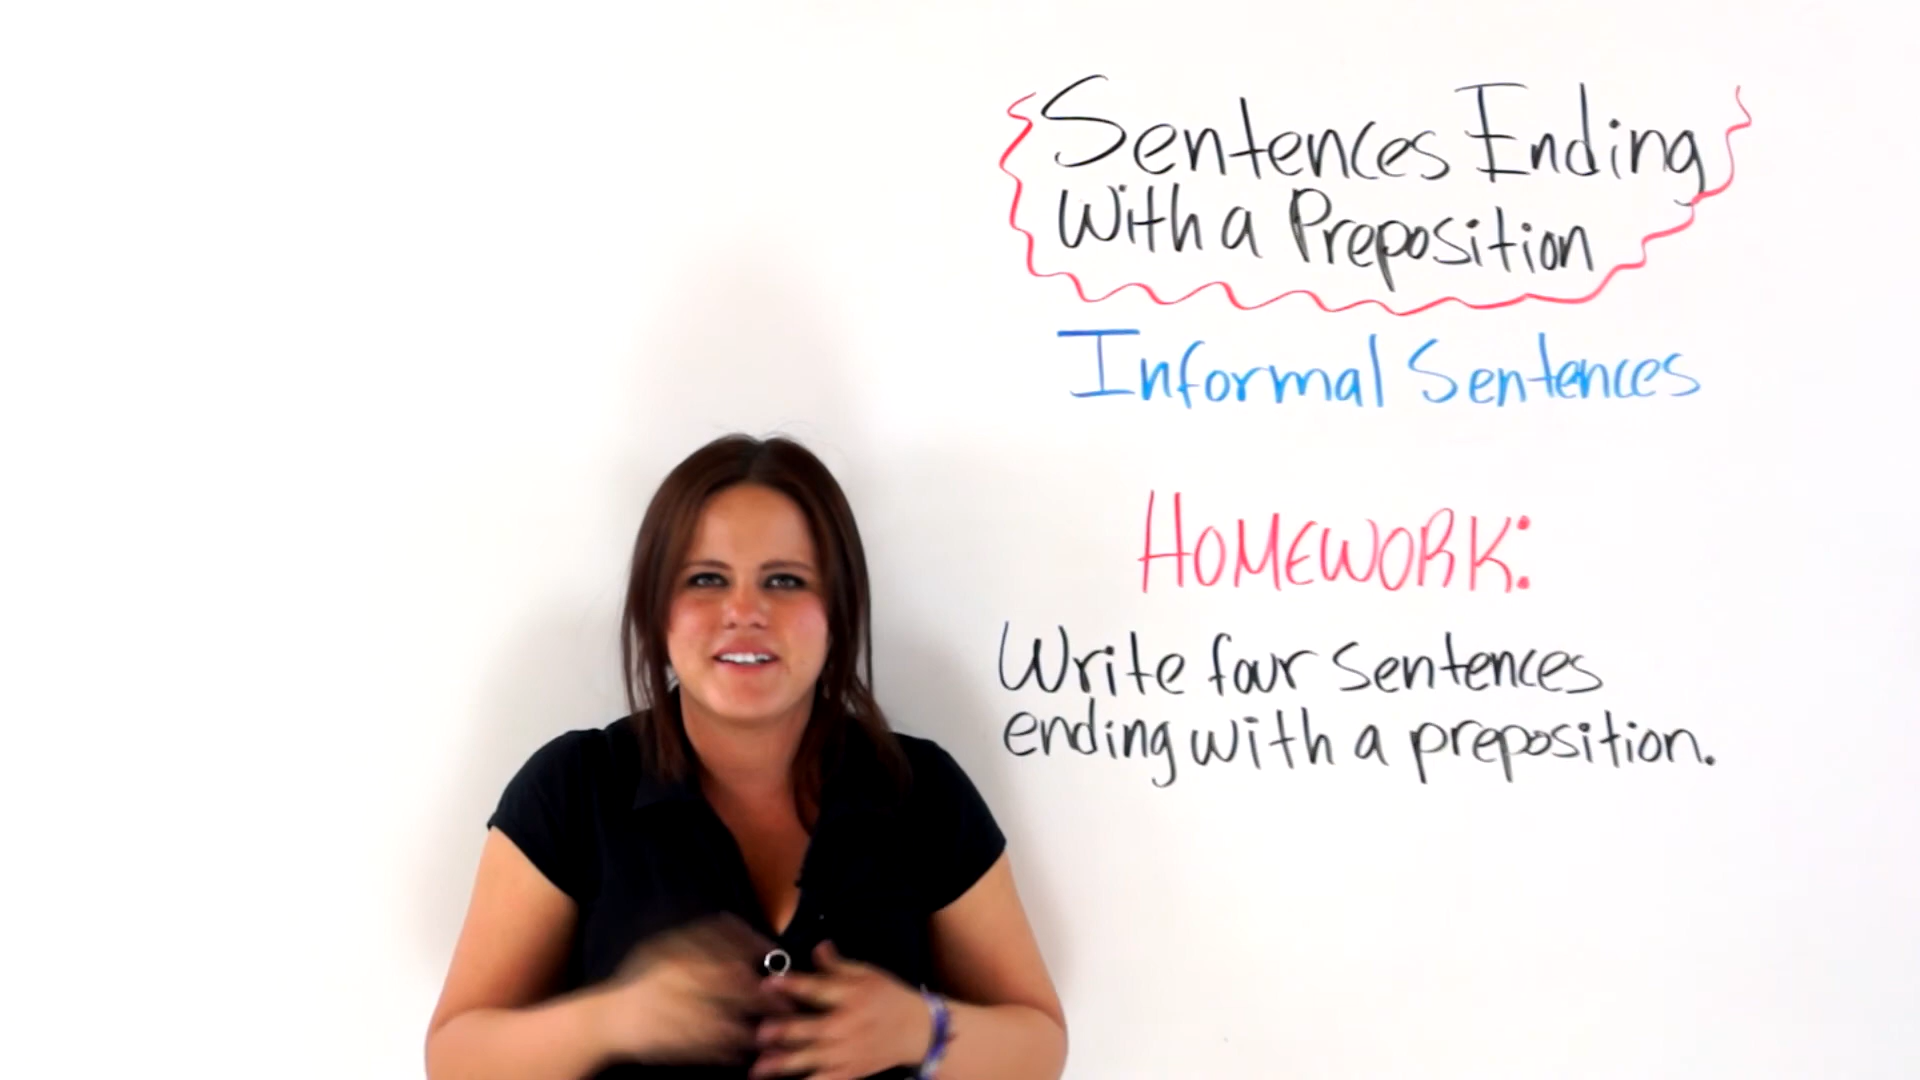 Sentences Ending
With a Preposition
Informal Sentences
HOMEWORK:
Write four sentences
ending with a preposition.